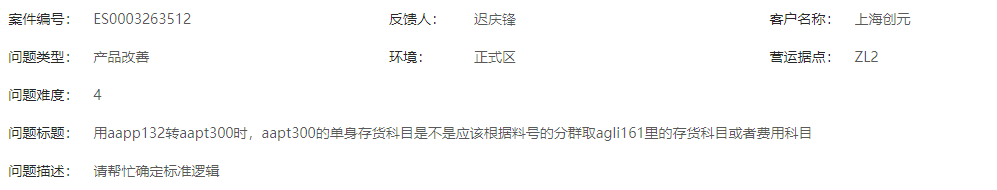 案件编号： ES0003263512 反馈人： 迟庆锋 客户名称： 上海创元
问题类型： 产品改善 环境： 正式区 营运据点： ZL2
问题难度： 4
问题标题： 用aapp132转aapt300时，aapt300的单身存货科目是不是应该根据料号的分群取agli161里的存货科目或者费用科目
问题描述： 请帮忙确定标准逻辑